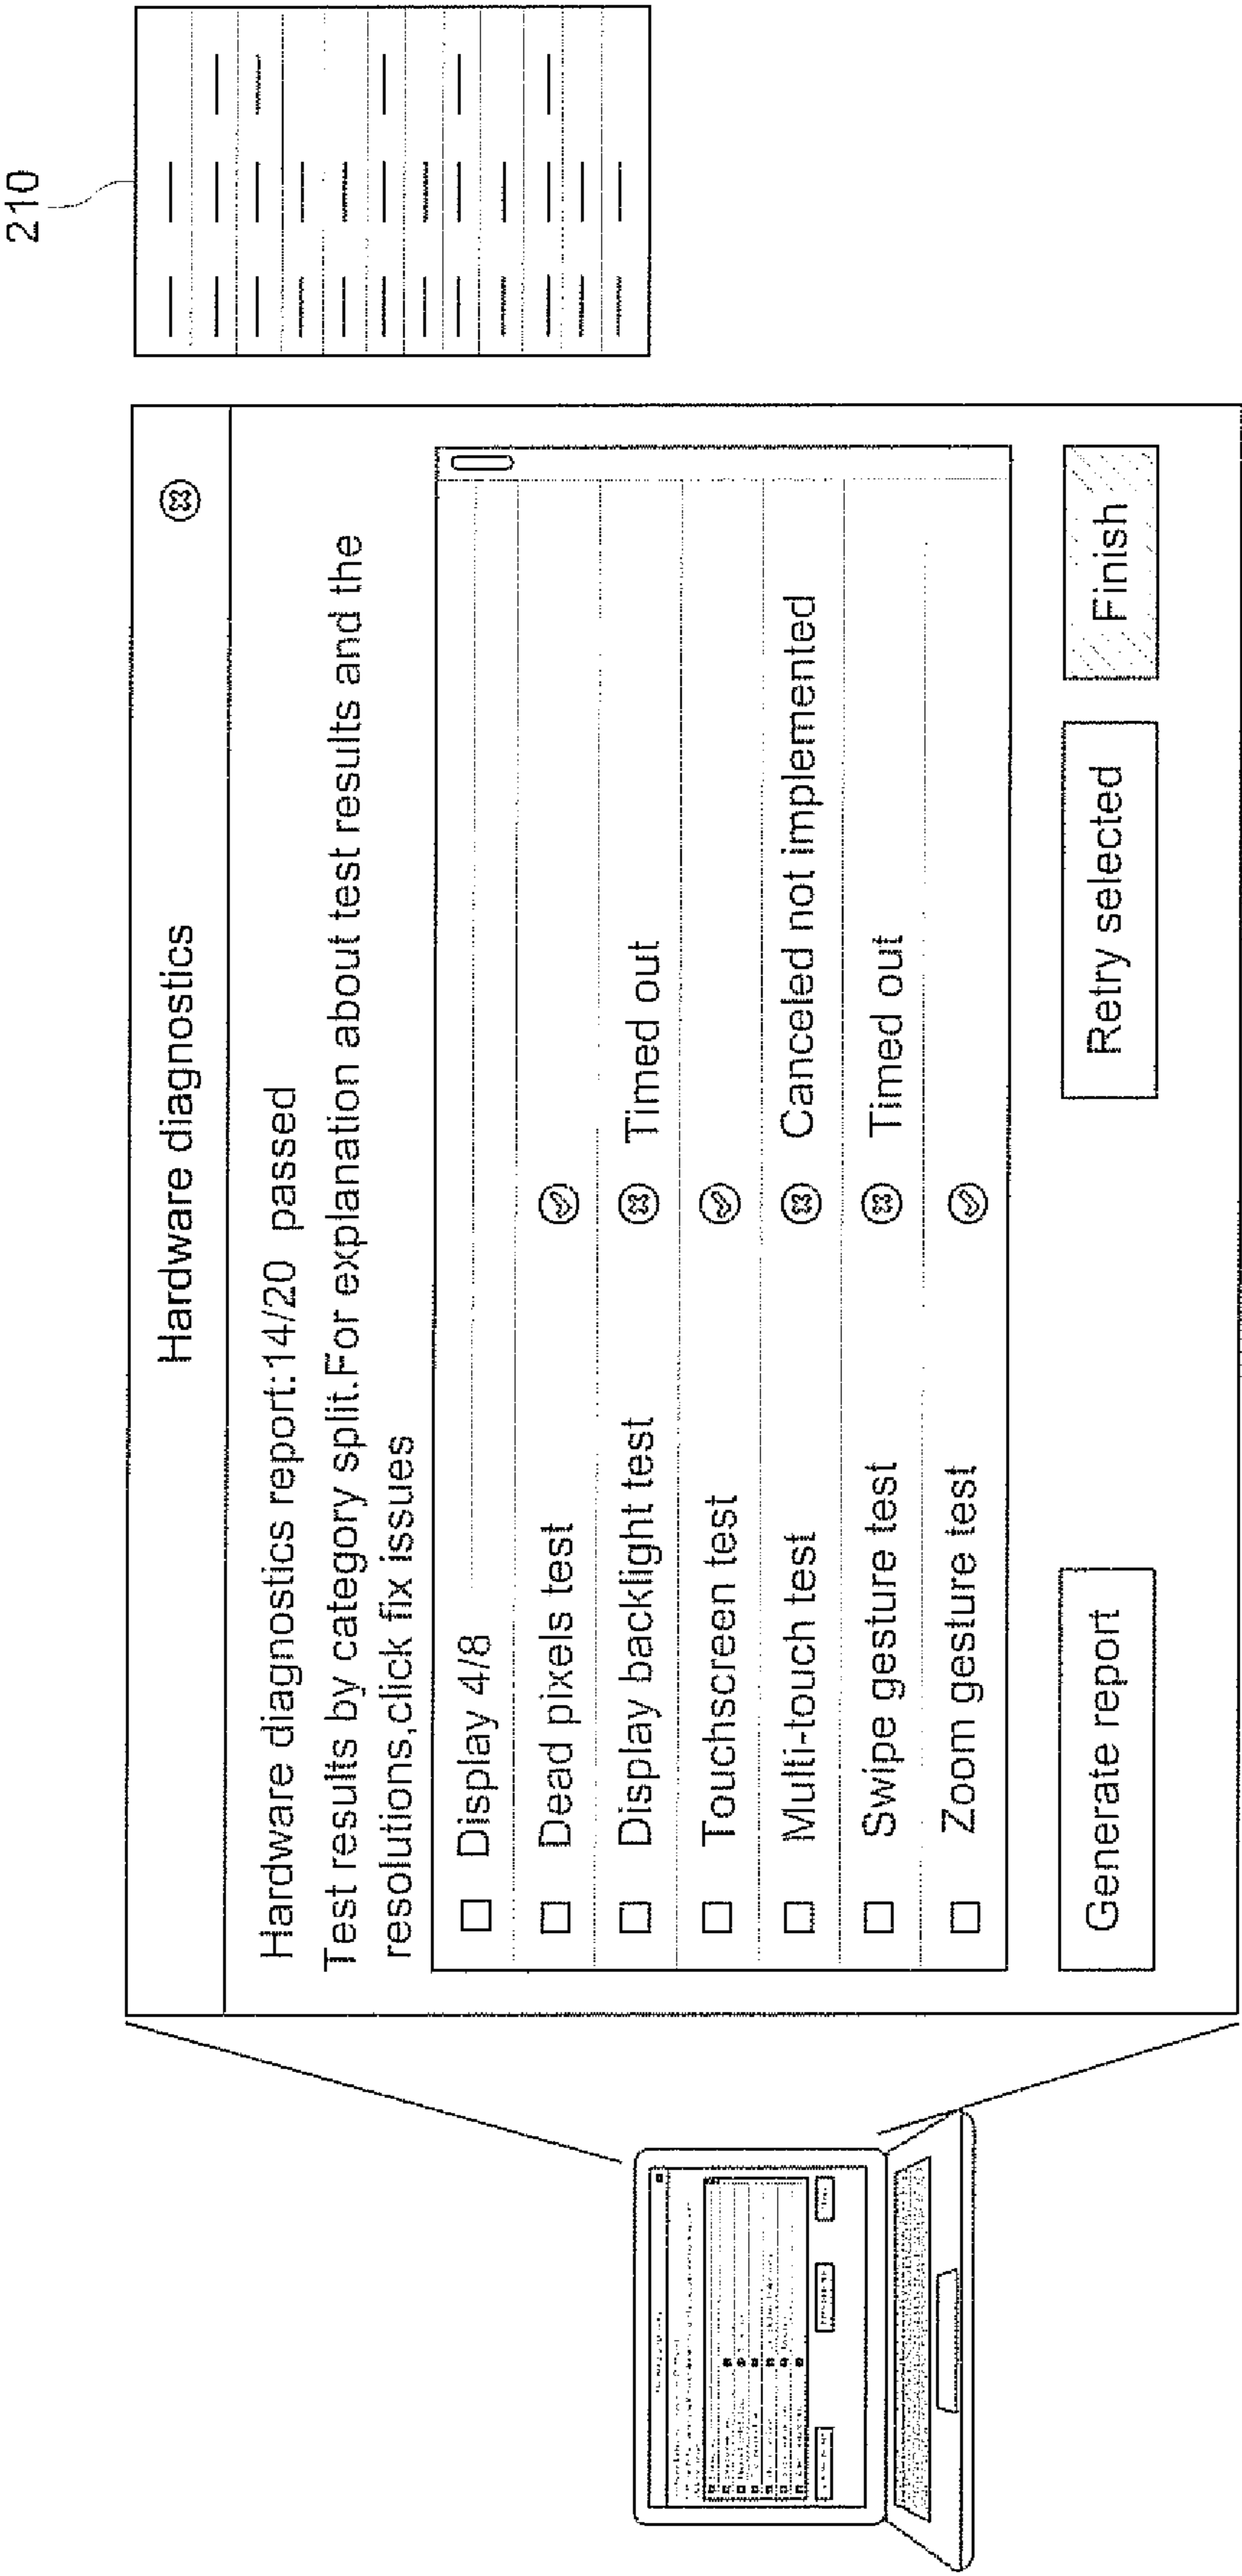 210
Hardware diagnostics
Hardware diagnostics report:14/20 passed
Test results by category split.For explanation about test results and the
resolutions,click fix issues
Display 4/8
Dead pixels test
Display backlight test Timed out
Touchscreen test
Multi-touch test Canceled not implemented
Swipe gesture test Timed out
Zoom gesture test
Generate report Retry selected Finish